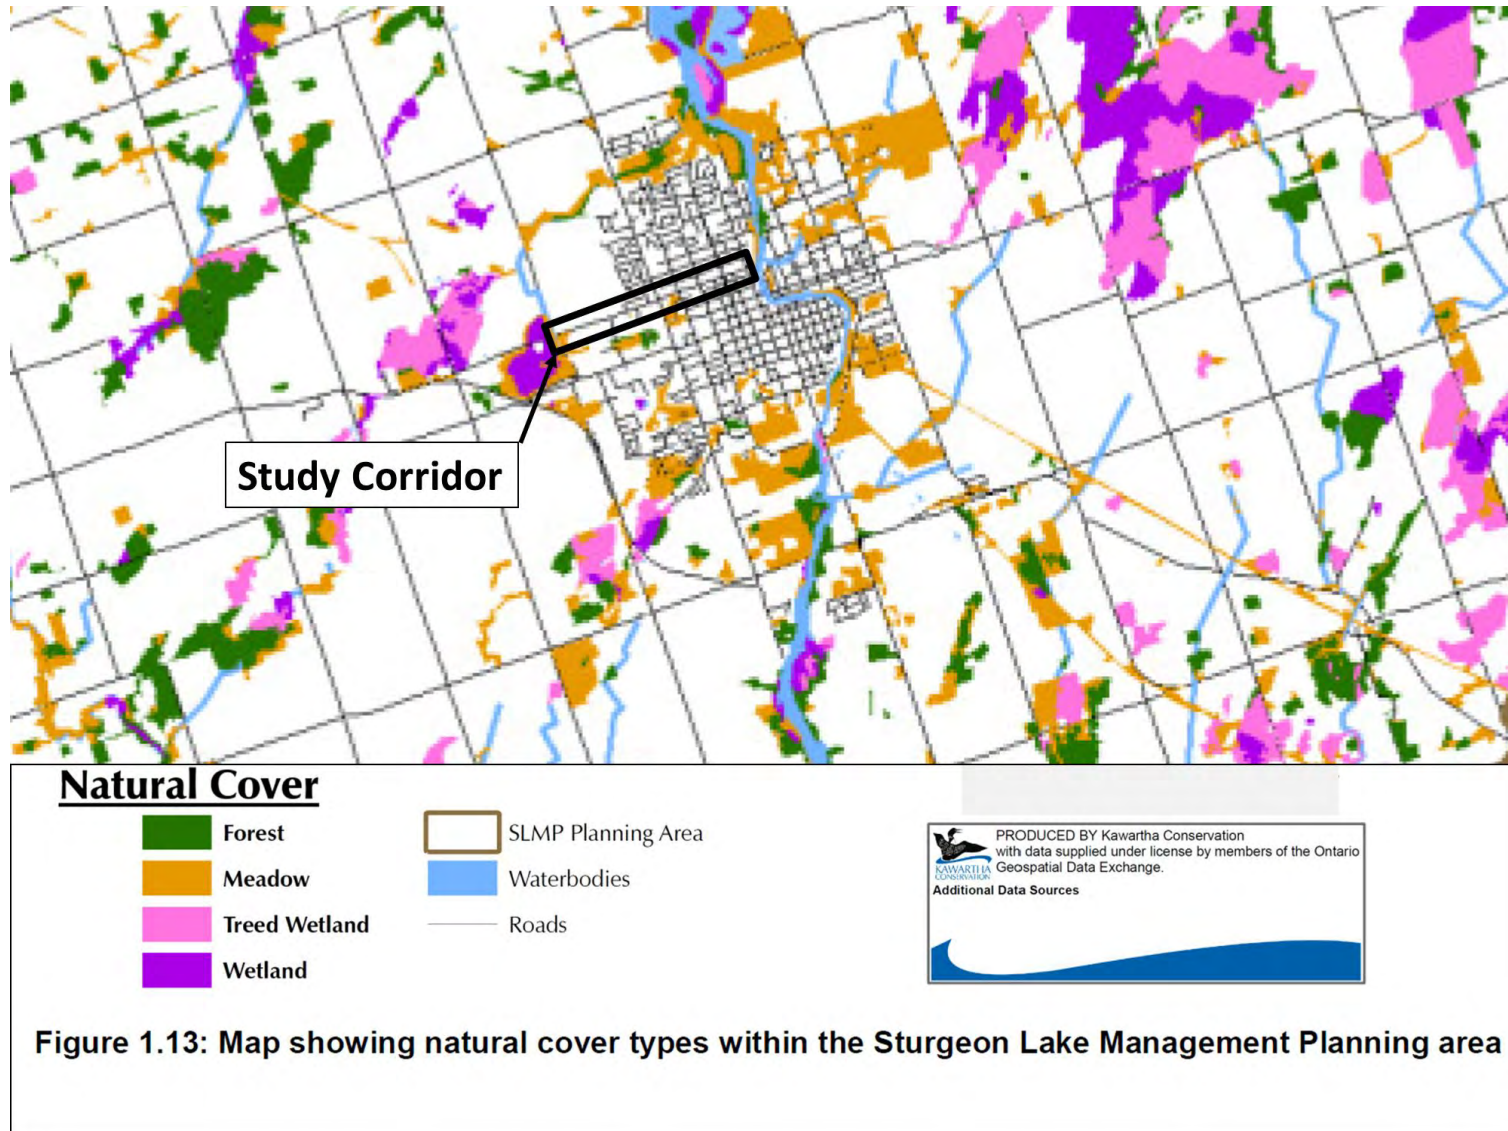 Study Corridor
Natural Cover
Forest
Meadow
Treed Wetland
Wetland
SLMP Planning Area
Waterbodies
Roads
PRODUCED BY Kawartha Conservation
with data supplied under license by members of the Ontario
Geospatial Data Exchange.
KAWARTHA
CONSERVATION
Additional Data Sources
Figure 1.13: Map showing natural cover types within the Sturgeon Lake Management Planning area